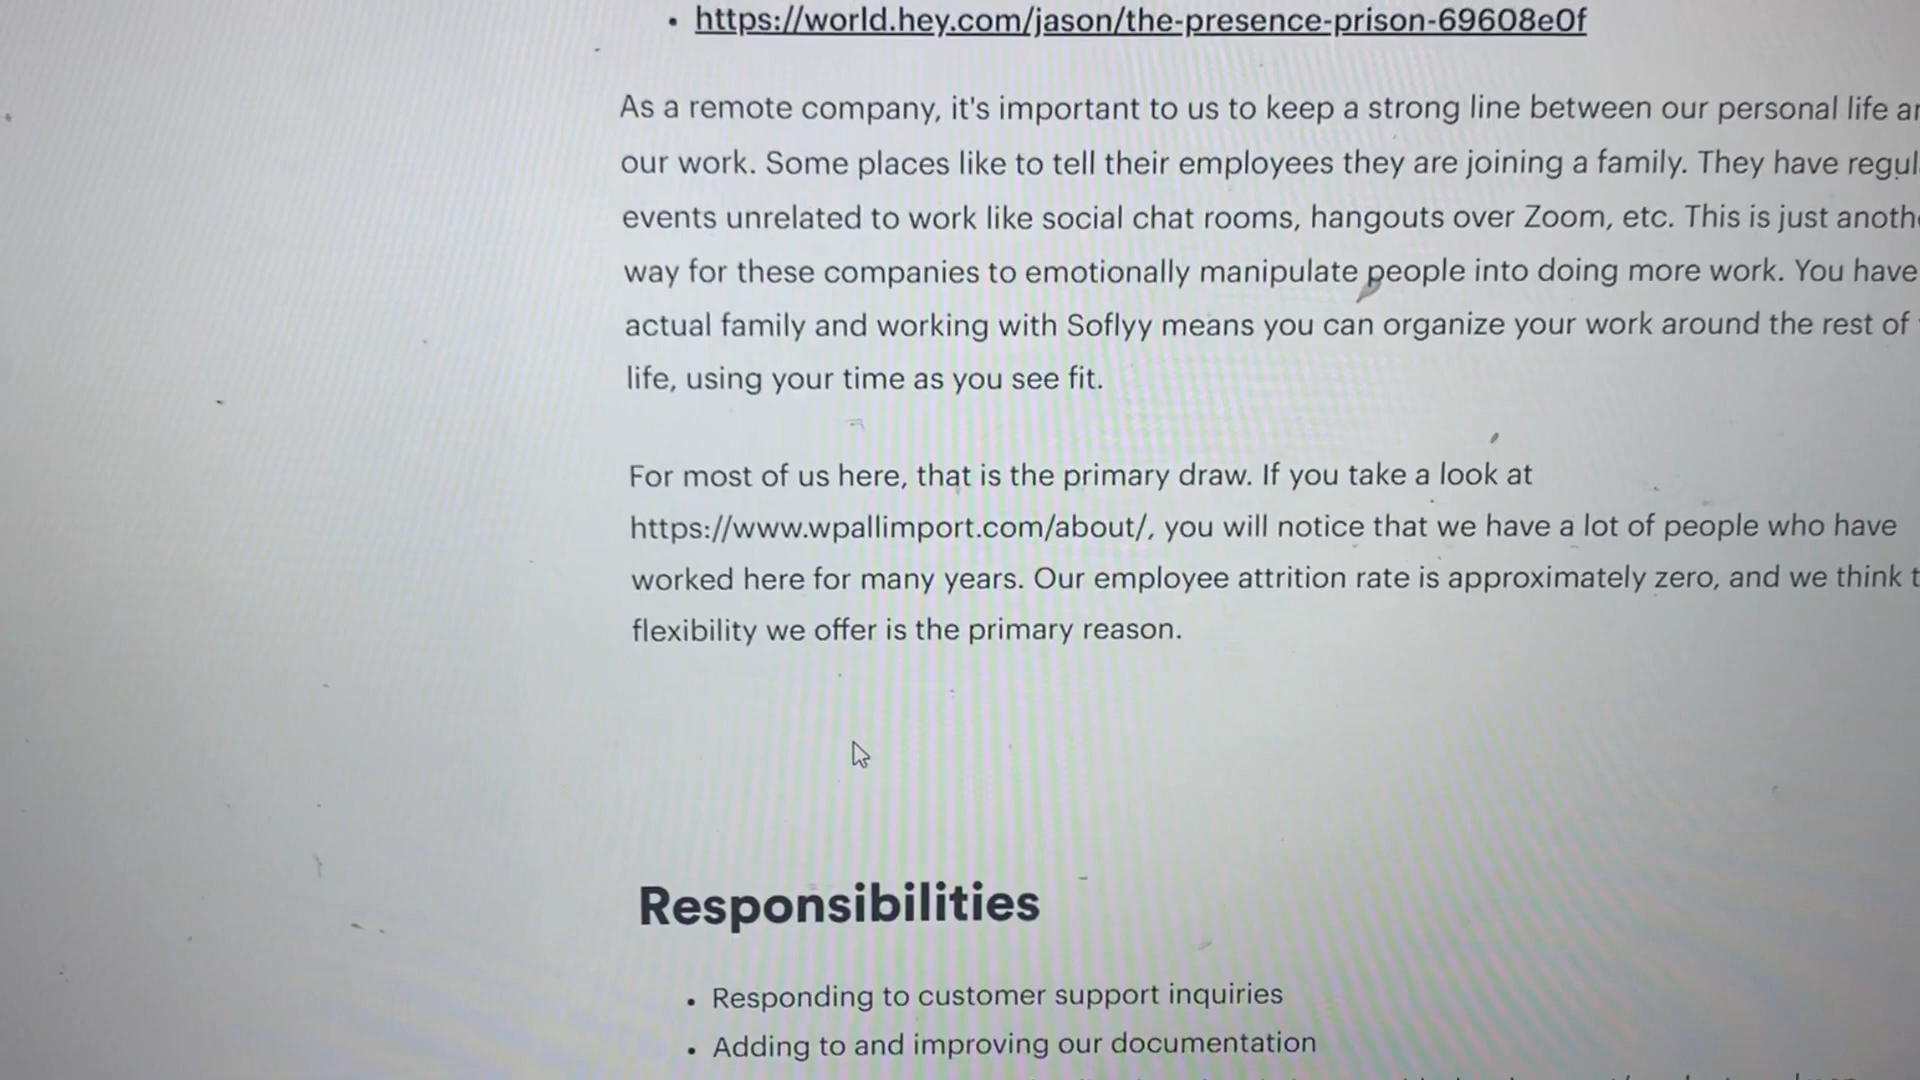 • https://world.hey.com/jason/the-presence-prison-69608e0f
As a remote company, it's important to us to keep a strong line between our personal life
our work. Some places like to tell their employees they are joining a family. They have
events unrelated to work like social chat rooms, hangouts over Zoom, etc. This is just
way for these companies to emotionally manipulate people into doing more work. You have
actual family and working with Soflyy means you can organize your work around the rest of
life, using your time as you see fit.
For most of us here, that is the primary draw. If you take a look at
https://www.wpallimport.com/about/, you will notice that we have a lot of people who have
worked here for many years. Our employee attrition rate is approximately zero, and we think
flexibility we offer is the primary reason.
Responsibilities
• Responding to customer support inquiries
• Adding to and improving our documentation